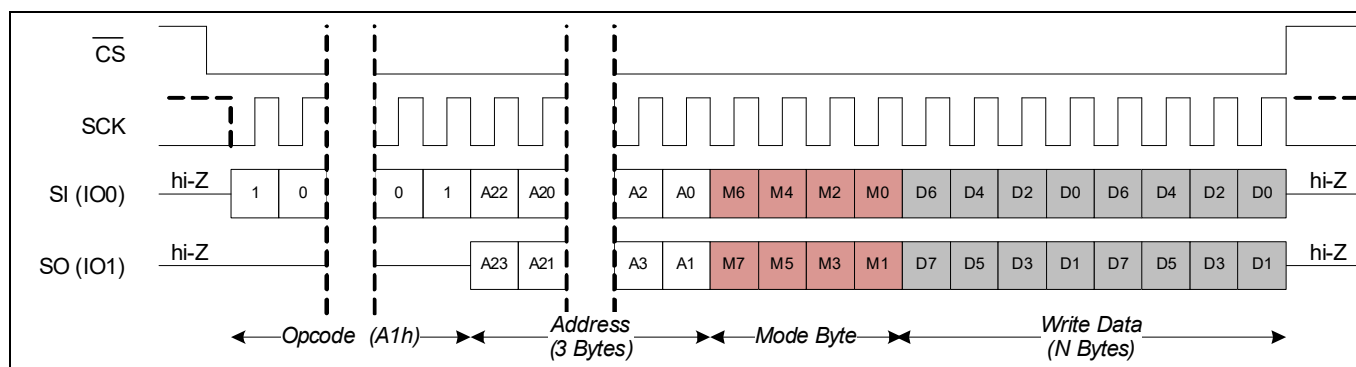 CS
SCK
SI (IO0) hi-Z 1 0 0 1 A22 A20 A2 A0 M6 M4 M2 M0 D6 D4 D2 D0 D6 D4 D2 D0 hi-Z
SO (IO1) hi-Z A23 A21 A3 A1 M7 M5 M3 M1 D7 D5 D3 D1 D7 D5 D3 D1 hi-Z
Opcode (A1h) Address Mode Byte Write Data
(3 Bytes) (N Bytes)